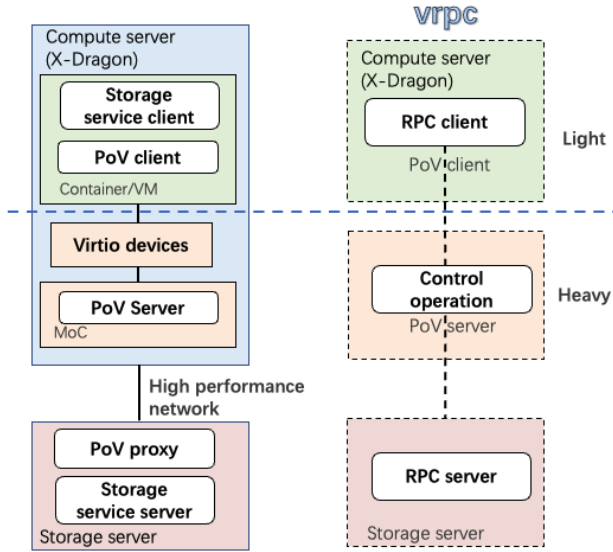 vrpc
Compute server
(X-Dragon)
Storage
service client
PoV client
Container/VM
Virtio devices
PoV Server
MoC
High performance
network
PoV proxy
Storage
service server
Storage server
Compute server
(X-Dragon)
RPC client
PoV client
Light
Control
operation
PoV server
Heavy
RPC server
Storage server